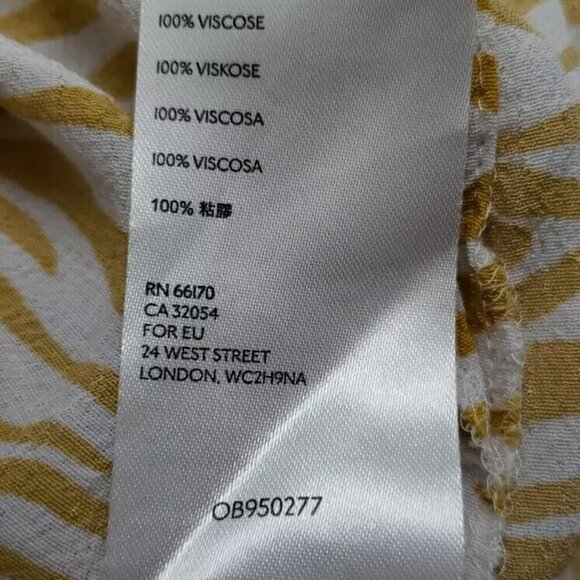 100% VISCOSE
100% VISKOSE
100% VISCOSA
100% VISCOSA
100% 粘膠
RN 66170
CA 32054
FOR EU
24 WEST STREET
LONDON, WC2H9NA
OB950277